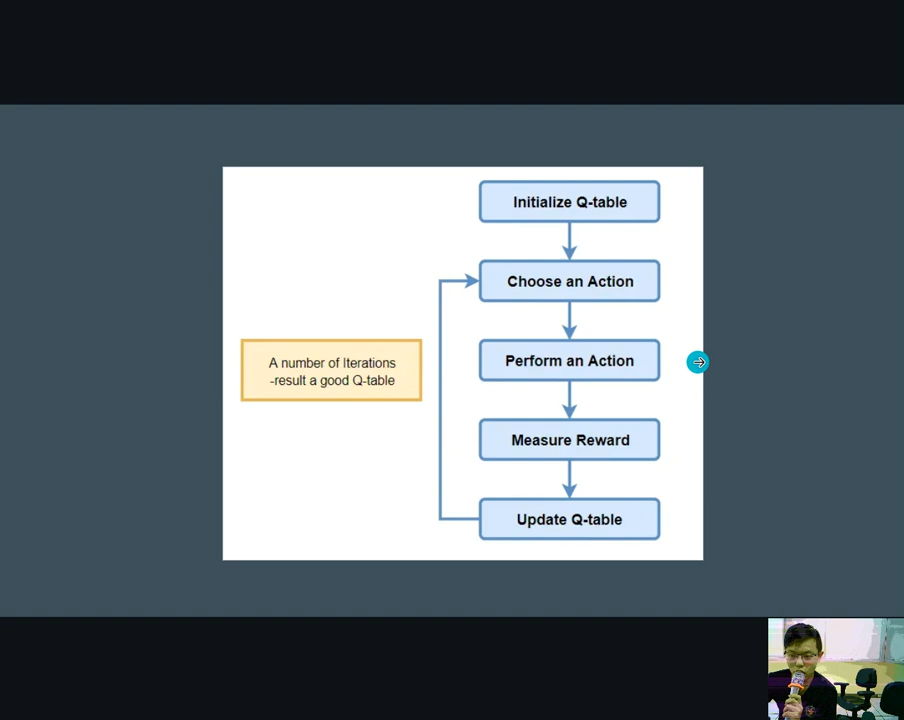 Initialize Q-table
Choose an Action
A number of Iterations
-result a good Q-table
Perform an Action
Measure Reward
Update Q-table